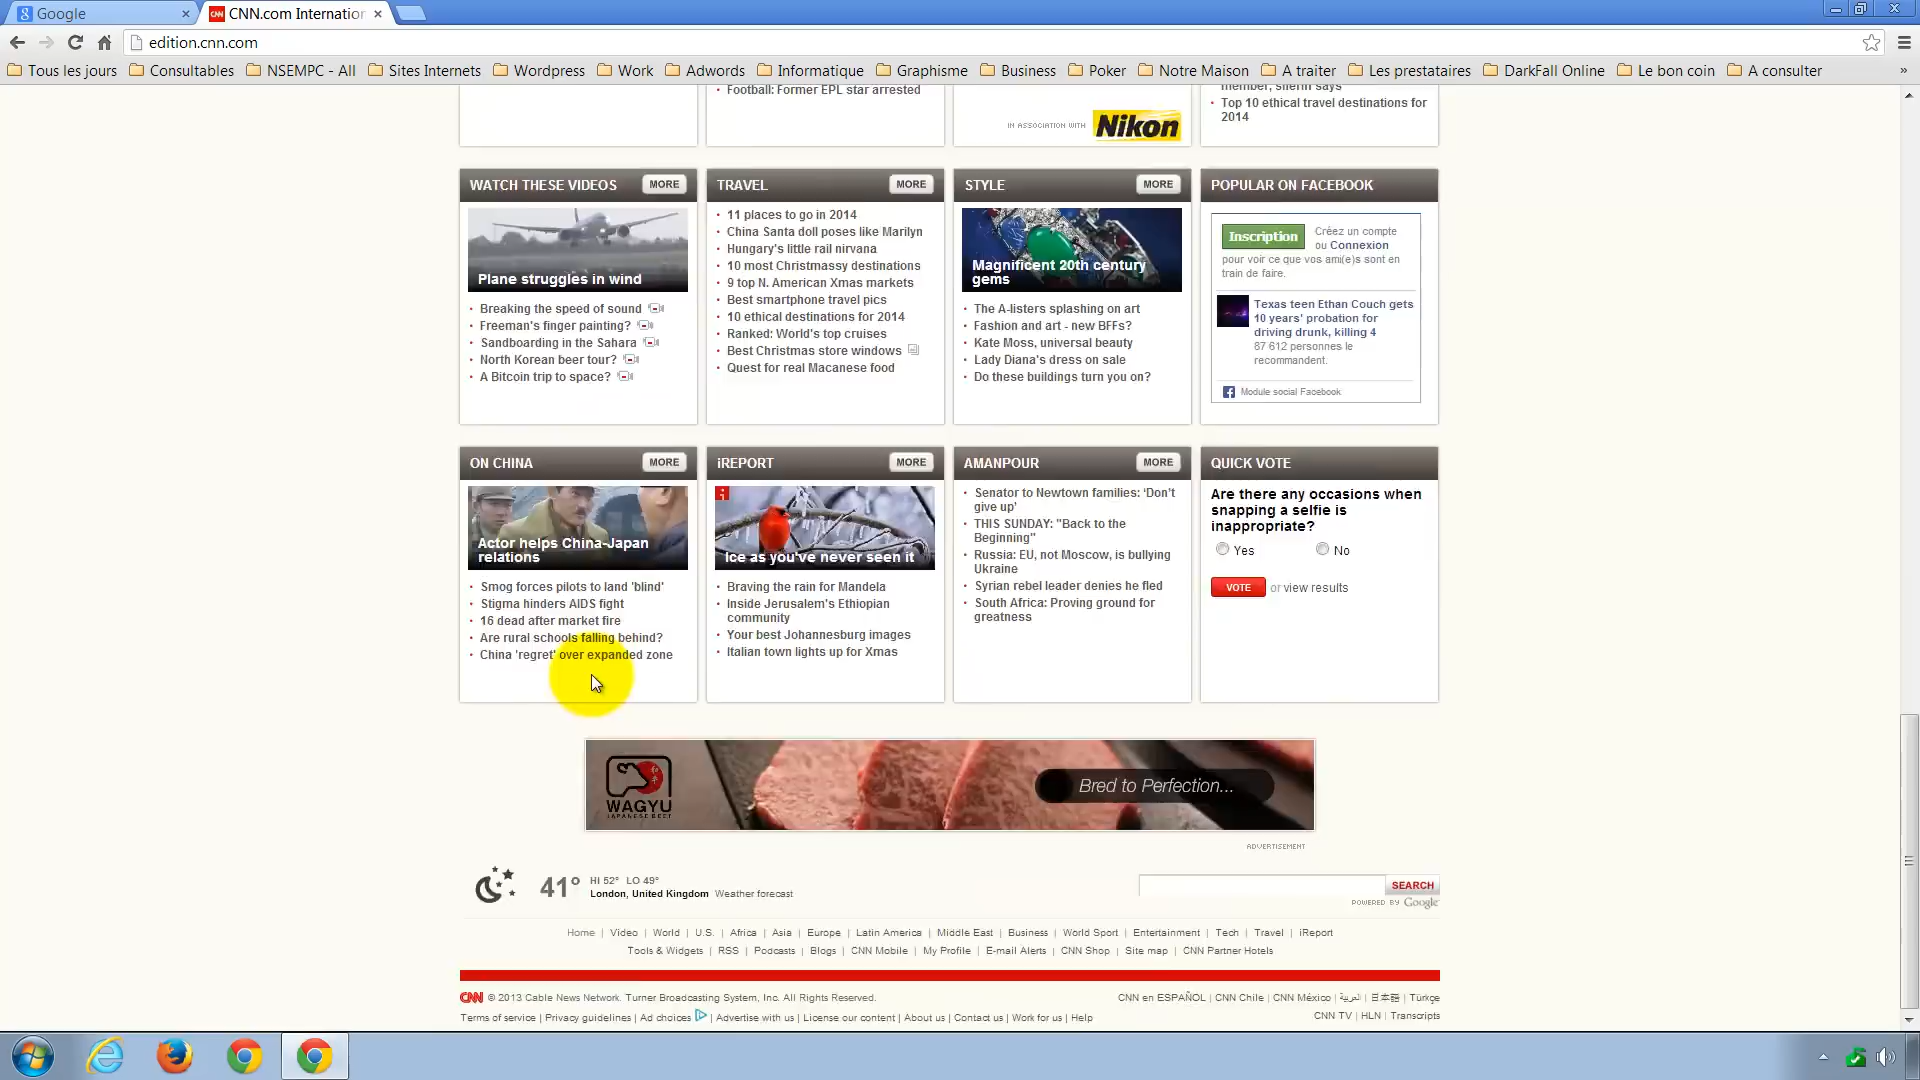 Google
CNN.com Internation
edition.cnn.com
Tous les jours
Consultables
NSEMPC - All
Sites Internets
Wordpress
Work
Adwords
Informatique
Graphisme
Business
Poker
Notre Maison
A traiter
Les prestataires
DarkFall Online
Le bon coin
A consulter
»
Football: Former EPL star arrested
IN ASSOCIATION WITH Nikon
member, sheriff says
Top 10 ethical travel destinations for
2014
WATCH THESE VIDEOS MORE
Plane struggles in wind
Breaking the speed of sound
Freeman's finger painting?
Sandboarding in the Sahara
North Korean beer tour?
A Bitcoin trip to space?
TRAVEL MORE
11 places to go in 2014
China Santa doll poses like Marilyn
Hungary's little rail nirvana
10 most Christmassy destinations
9 top N. American Xmas markets
Best smartphone travel pics
10 ethical destinations for 2014
Ranked: World's top cruises
Best Christmas store windows
Quest for real Macanese food
STYLE MORE
Magnificent 20th century
gems
The A-listers splashing on art
Fashion and art - new BFFs?
Kate Moss, universal beauty
Lady Diana's dress on sale
Do these buildings turn you on?
POPULAR ON FACEBOOK
Inscription Créez un compte
ou Connexion
pour voir ce que vos ami(e)s sont en
train de faire.
Texas teen Ethan Couch gets
10 years' probation for
driving drunk, killing 4
87 612 personnes le
recommandent.
Module social Facebook
ON CHINA MORE
Actor helps China-Japan
relations
Smog forces pilots to land 'blind'
Stigma hinders AIDS fight
16 dead after market fire
Are rural schools falling behind?
China 'regret' over expanded zone
iREPORT MORE
Ice as you've never seen it
Braving the rain for Mandela
Inside Jerusalem's Ethiopian
community
Your best Johannesburg images
Italian town lights up for Xmas
AMANPOUR MORE
Senator to Newtown families: ‘Don’t
give up’
THIS SUNDAY: "Back to the
Beginning"
Russia: EU, not Moscow, is bullying
Ukraine
Syrian rebel leader denies he fled
South Africa: Proving ground for
greatness
QUICK VOTE
Are there any occasions when
snapping a selfie is
inappropriate?
Yes No
VOTE or view results
WAGYU
JAPANESE BEEF
Bred to Perfection...
ADVERTISEMENT
41° HI 52° LO 49°
London, United Kingdom Weather forecast
SEARCH
POWERED BY Google
Home | Video | World | U.S. | Africa | Asia | Europe | Latin America | Middle East | Business | World Sport | Entertainment | Tech | Travel | iReport
Tools & Widgets | RSS | Podcasts | Blogs | CNN Mobile | My Profile | E-mail Alerts | CNN Shop | Site map | CNN Partner Hotels
CNN © 2013 Cable News Network. Turner Broadcasting System, Inc. All Rights Reserved.
Terms of service | Privacy guidelines | Ad choices | Advertise with us | License our content | About us | Contact us | Work for us | Help
CNN en ESPAÑOL | CNN Chile | CNN México | العربية | 日本語 | Türkçe
CNN TV | HLN | Transcripts